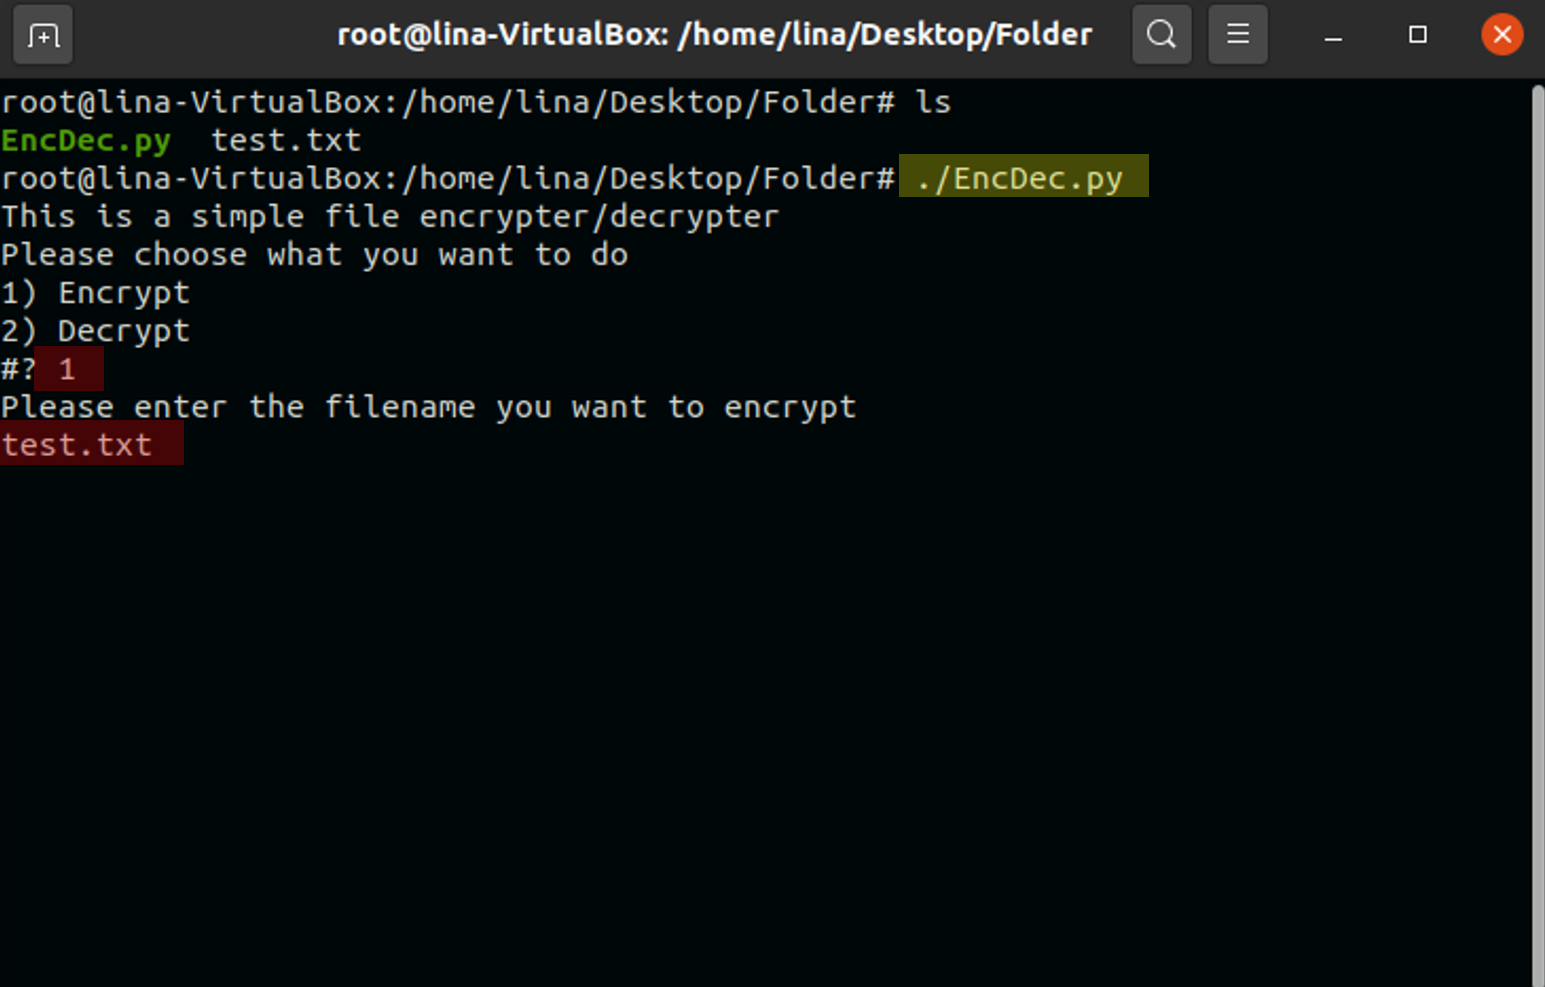 root@lina-VirtualBox: /home/lina/Desktop/Folder
root@lina-VirtualBox:/home/lina/Desktop/Folder# ls
EncDec.py  test.txt
root@lina-VirtualBox:/home/lina/Desktop/Folder# ./EncDec.py
This is a simple file encrypter/decrypter
Please choose what you want to do
1) Encrypt
2) Decrypt
#? 1
Please enter the filename you want to encrypt
test.txt